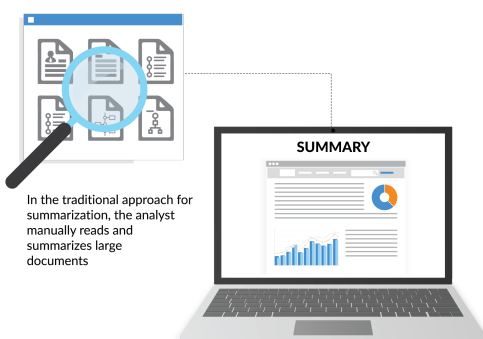 In the traditional approach for
summarization, the analyst
manually reads and
summarizes large
documents
SUMMARY